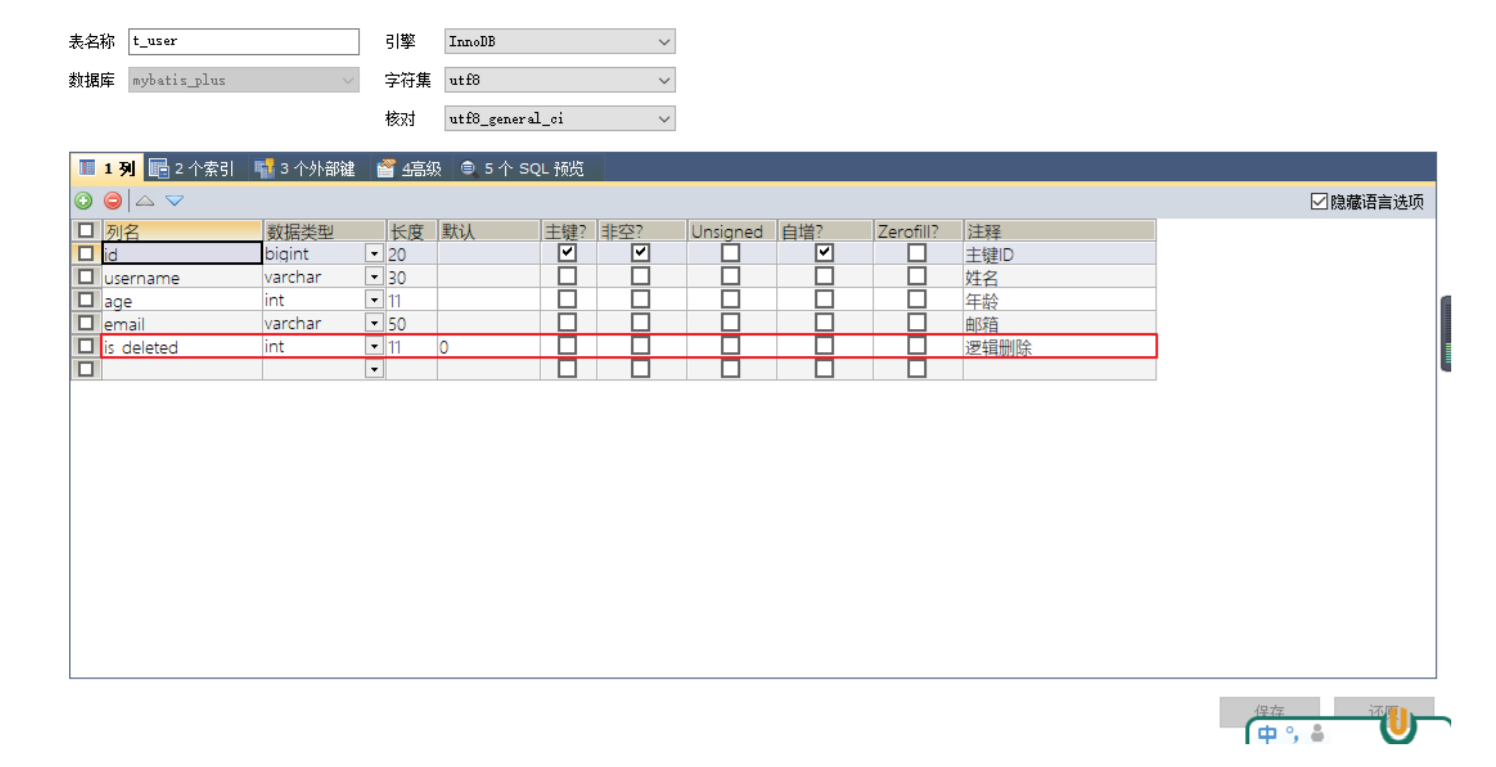 表名称 t_user 引擎 InnoDB
数据库 mybatis_plus 字符集 utf8
核对 utf8_general_ci
1 列 2 个索引 3 个外部键 4高级 5 个 SQL 预览
隐藏语言选项
列名 数据类型 长度 默认 主键? 非空? Unsigned 自增? Zerofill? 注释
id bigint 20 主键ID
username varchar 30 姓名
age int 11 年龄
email varchar 50 邮箱
is_deleted int 11 0 逻辑删除
保存 还原
中 °,